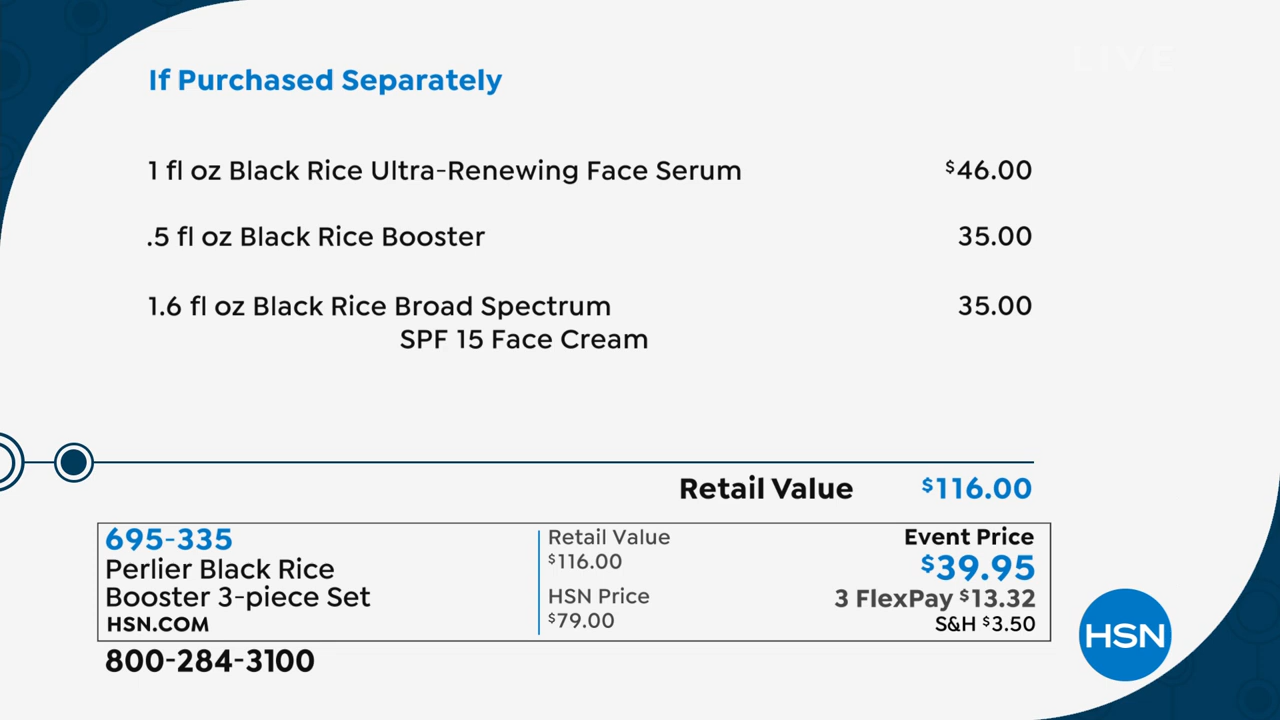 LIVE
If Purchased Separately
1 fl oz Black Rice Ultra-Renewing Face Serum $46.00
.5 fl oz Black Rice Booster 35.00
1.6 fl oz Black Rice Broad Spectrum 35.00
SPF 15 Face Cream
Retail Value $116.00
695-335
Perlier Black Rice
Booster 3-piece Set
HSN.COM
Retail Value
$116.00
HSN Price
$79.00
Event Price
$39.95
3 FlexPay $13.32
S&H $3.50
HSN
800-284-3100